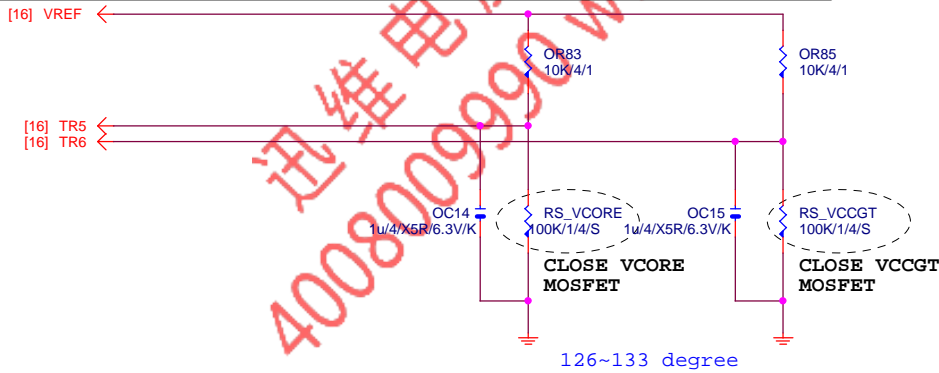 [16] VREF
OR83
10K/4/1
OR85
10K/4/1
[16] TR5
[16] TR6
OC14
1u/4/X5R/6.3V/K
RS_VCORE
100K/1/4/S
OC15
1u/4/X5R/6.3V/K
RS_VCCGT
100K/1/4/S
CLOSE VCORE
MOSFET
CLOSE VCCGT
MOSFET
126~133 degree
迅维电
4008009990 w